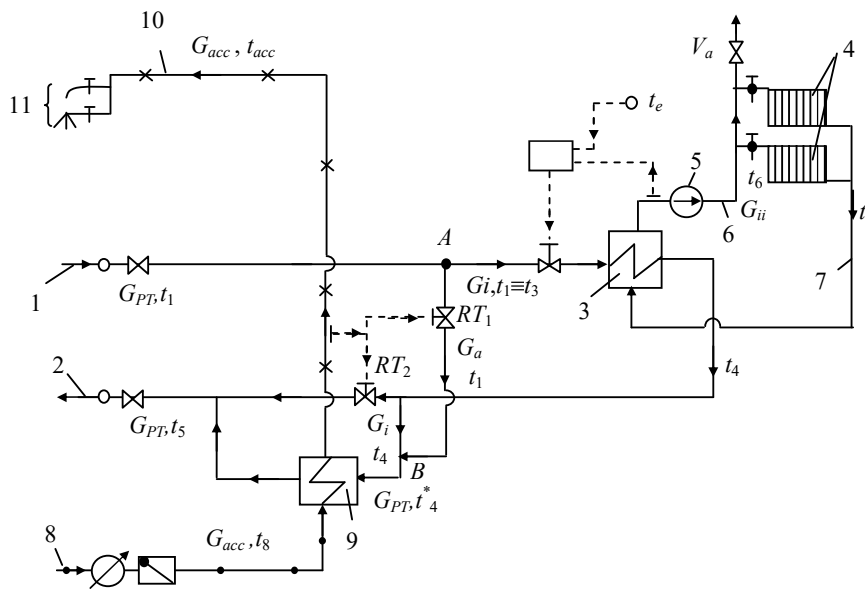 10
G_acc, t_acc
V_a
4
11
t_e
5
t_6
G_ii
6
t
A
1
G_PT, t_1
Gi, t_1≡t_3
3
7
RT_1
G_a
RT_2
t_1
t_4
2
G_PT, t_5
G_i
t_4
B
G_PT, t*_4
8
G_acc, t_8
9